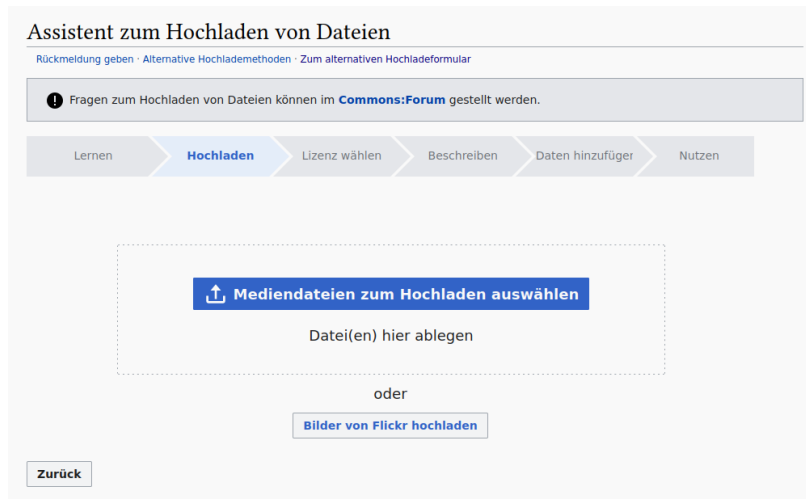 Assistent zum Hochladen von Dateien
Rückmeldung geben · Alternative Hochlademethoden · Zum alternativen Hochladeformular
Fragen zum Hochladen von Dateien können im Commons:Forum gestellt werden.
Lernen Hochladen Lizenz wählen Beschreiben Daten hinzufüger Nutzen
Mediendateien zum Hochladen auswählen
Datei(en) hier ablegen
oder
Bilder von Flickr hochladen
Zurück